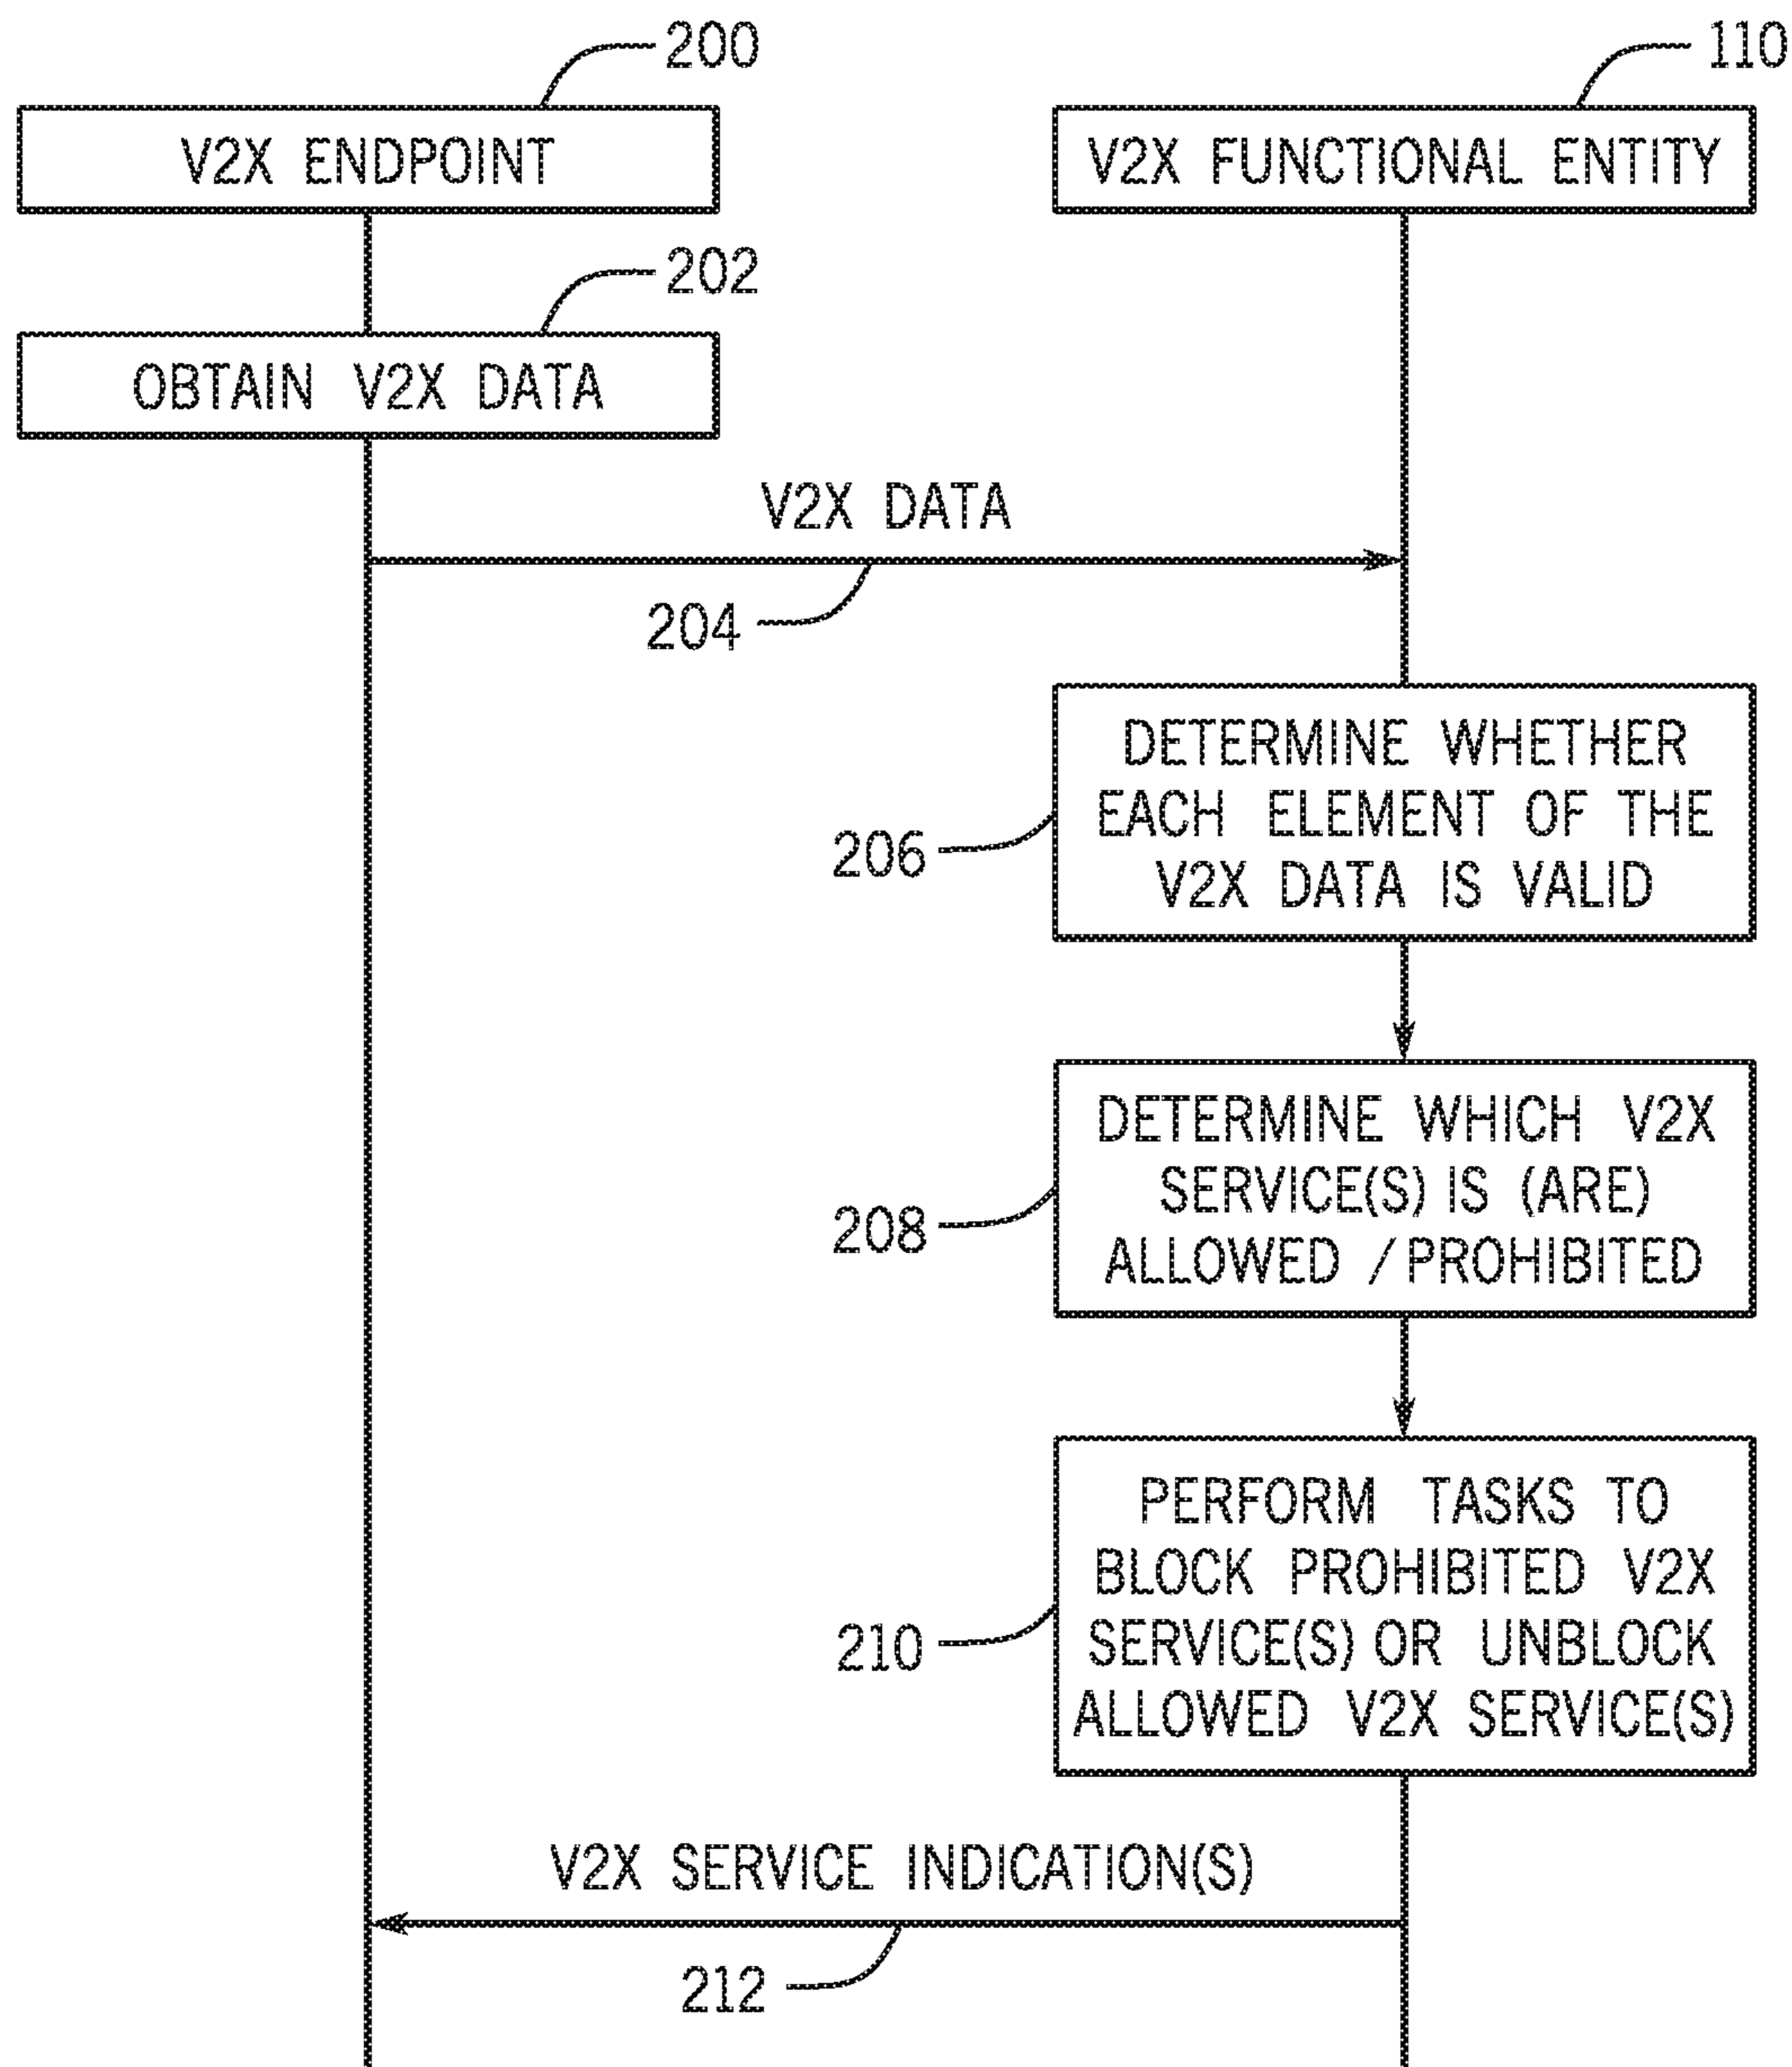 200
110
V2X ENDPOINT
V2X FUNCTIONAL ENTITY
202
OBTAIN V2X DATA
V2X DATA
204
DETERMINE WHETHER
EACH ELEMENT OF THE
V2X DATA IS VALID
206
DETERMINE WHICH V2X
SERVICE(S) IS (ARE)
ALLOWED / PROHIBITED
208
PERFORM TASKS TO
BLOCK PROHIBITED V2X
SERVICE(S) OR UNBLOCK
ALLOWED V2X SERVICE(S)
210
V2X SERVICE INDICATION(S)
212